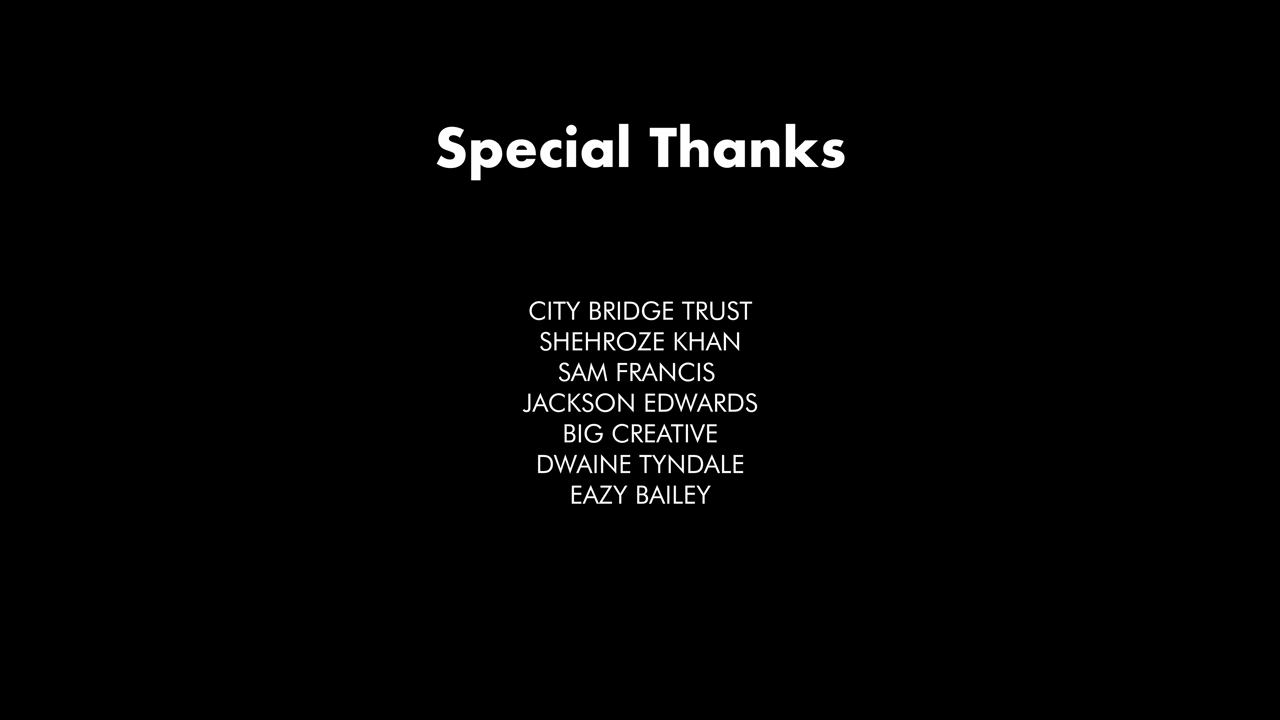 Special Thanks
CITY BRIDGE TRUST
SHEHROZE KHAN
SAM FRANCIS
JACKSON EDWARDS
BIG CREATIVE
DWAINE TYNDALE
EAZY BAILEY